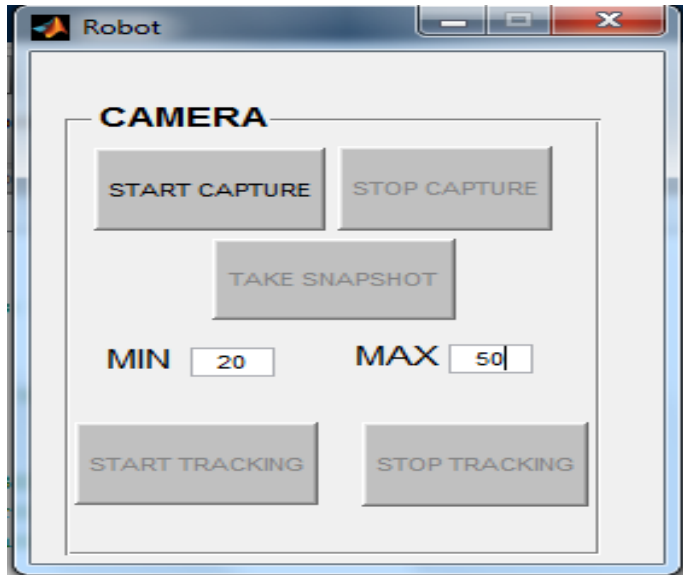 Robot
CAMERA
START CAPTURE STOP CAPTURE
TAKE SNAPSHOT
MIN 20 MAX 50
START TRACKING STOP TRACKING